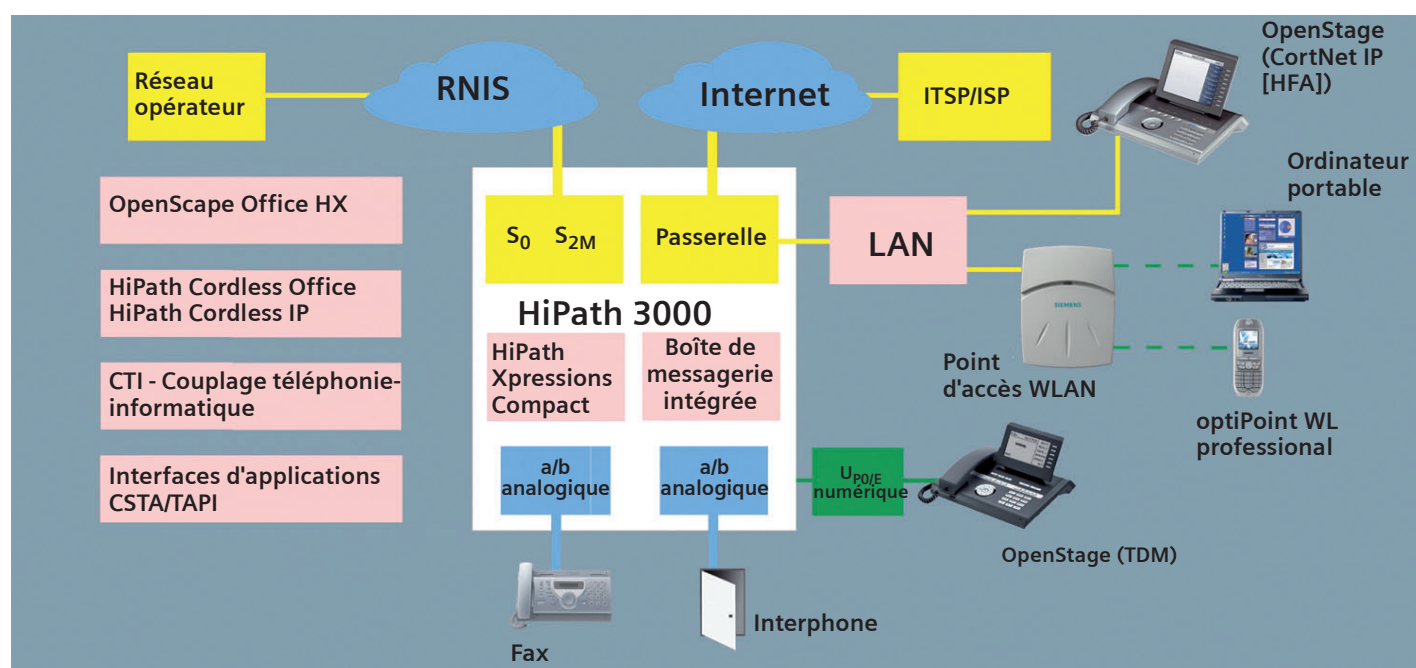 Réseau
opérateur
RNIS
Internet
ITSP/ISP
OpenStage
(CortNet IP
[HFA])
OpenScape Office HX
S0 S2M
Passerelle
LAN
Ordinateur
portable
HiPath Cordless Office
HiPath Cordless IP
HiPath 3000
SIEMENS
HiPath
Xpressions
Compact
Boîte de
messagerie
intégrée
Point
d'accès WLAN
CTI - Couplage téléphonie-
informatique
optiPoint WL
professional
Interfaces d'applications
CSTA/TAPI
a/b
analogique
a/b
analogique
UP0/E
numérique
OpenStage (TDM)
Interphone
Fax